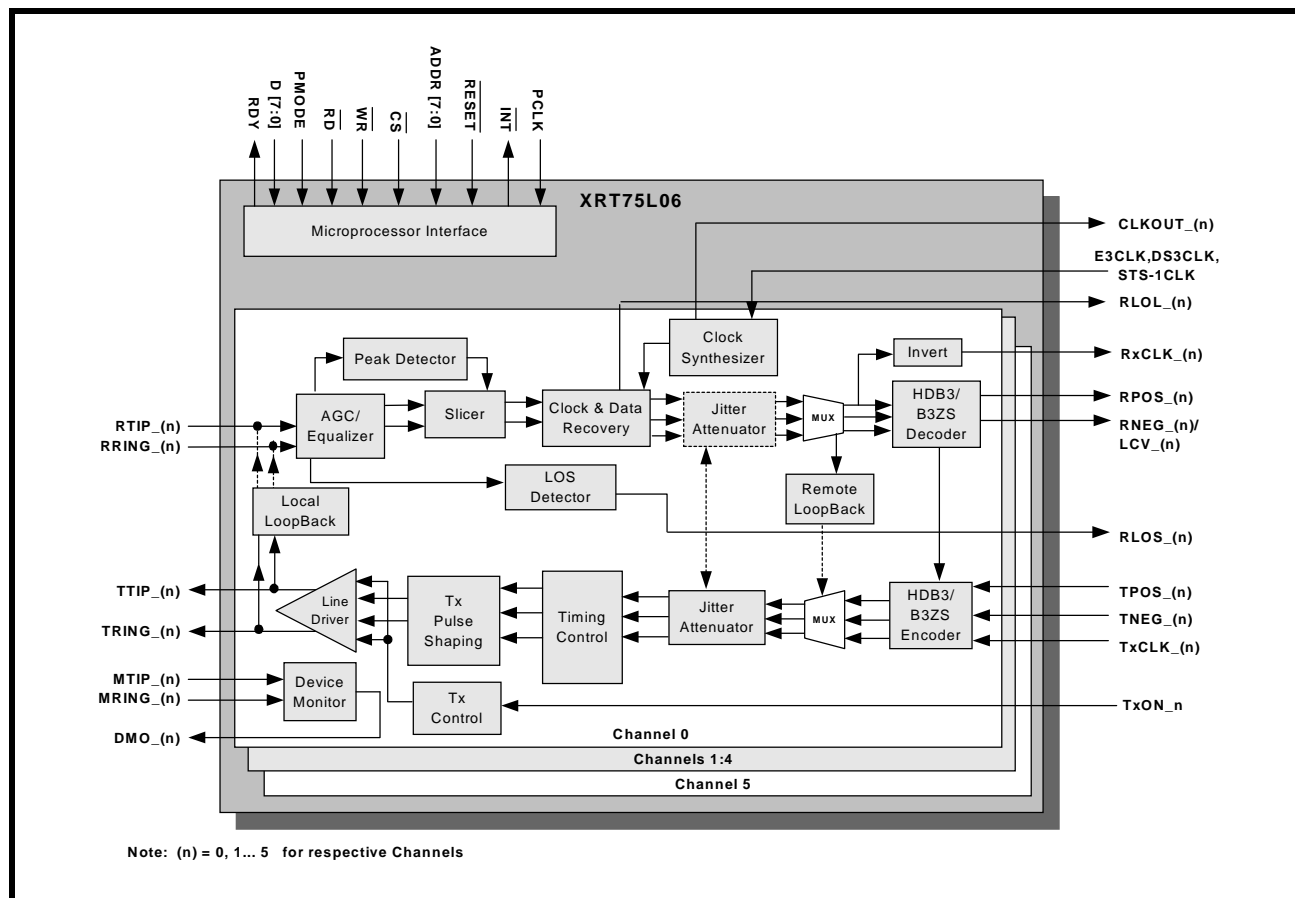 RDY
D [7:0]
PMODE
RD
WR
CS
ADDR [7:0]
RESET
INT
PCLK
XRT75L06
Microprocessor Interface
CLKOUT_(n)
E3CLK,DS3CLK,
STS-1CLK
RLOL_(n)
Clock
Synthesizer
Peak Detector
Invert
RxCLK_(n)
AGC/
Equalizer
Slicer
Clock & Data
Recovery
Jitter
Attenuator
MUX
HDB3/
B3ZS
Decoder
RTIP_(n)
RRING_(n)
RPOS_(n)
RNEG_(n)/
LCV_(n)
LOS
Detector
Remote
LoopBack
Local
LoopBack
RLOS_(n)
TTIP_(n)
TRING_(n)
Line
Driver
Tx
Pulse
Shaping
Timing
Control
Jitter
Attenuator
MUX
HDB3/
B3ZS
Encoder
TPOS_(n)
TNEG_(n)
TxCLK_(n)
MTIP_(n)
MRING_(n)
DMO_(n)
Device
Monitor
Tx
Control
TxON_n
Channel 0
Channels 1:4
Channel 5
Note: (n) = 0, 1... 5 for respective Channels